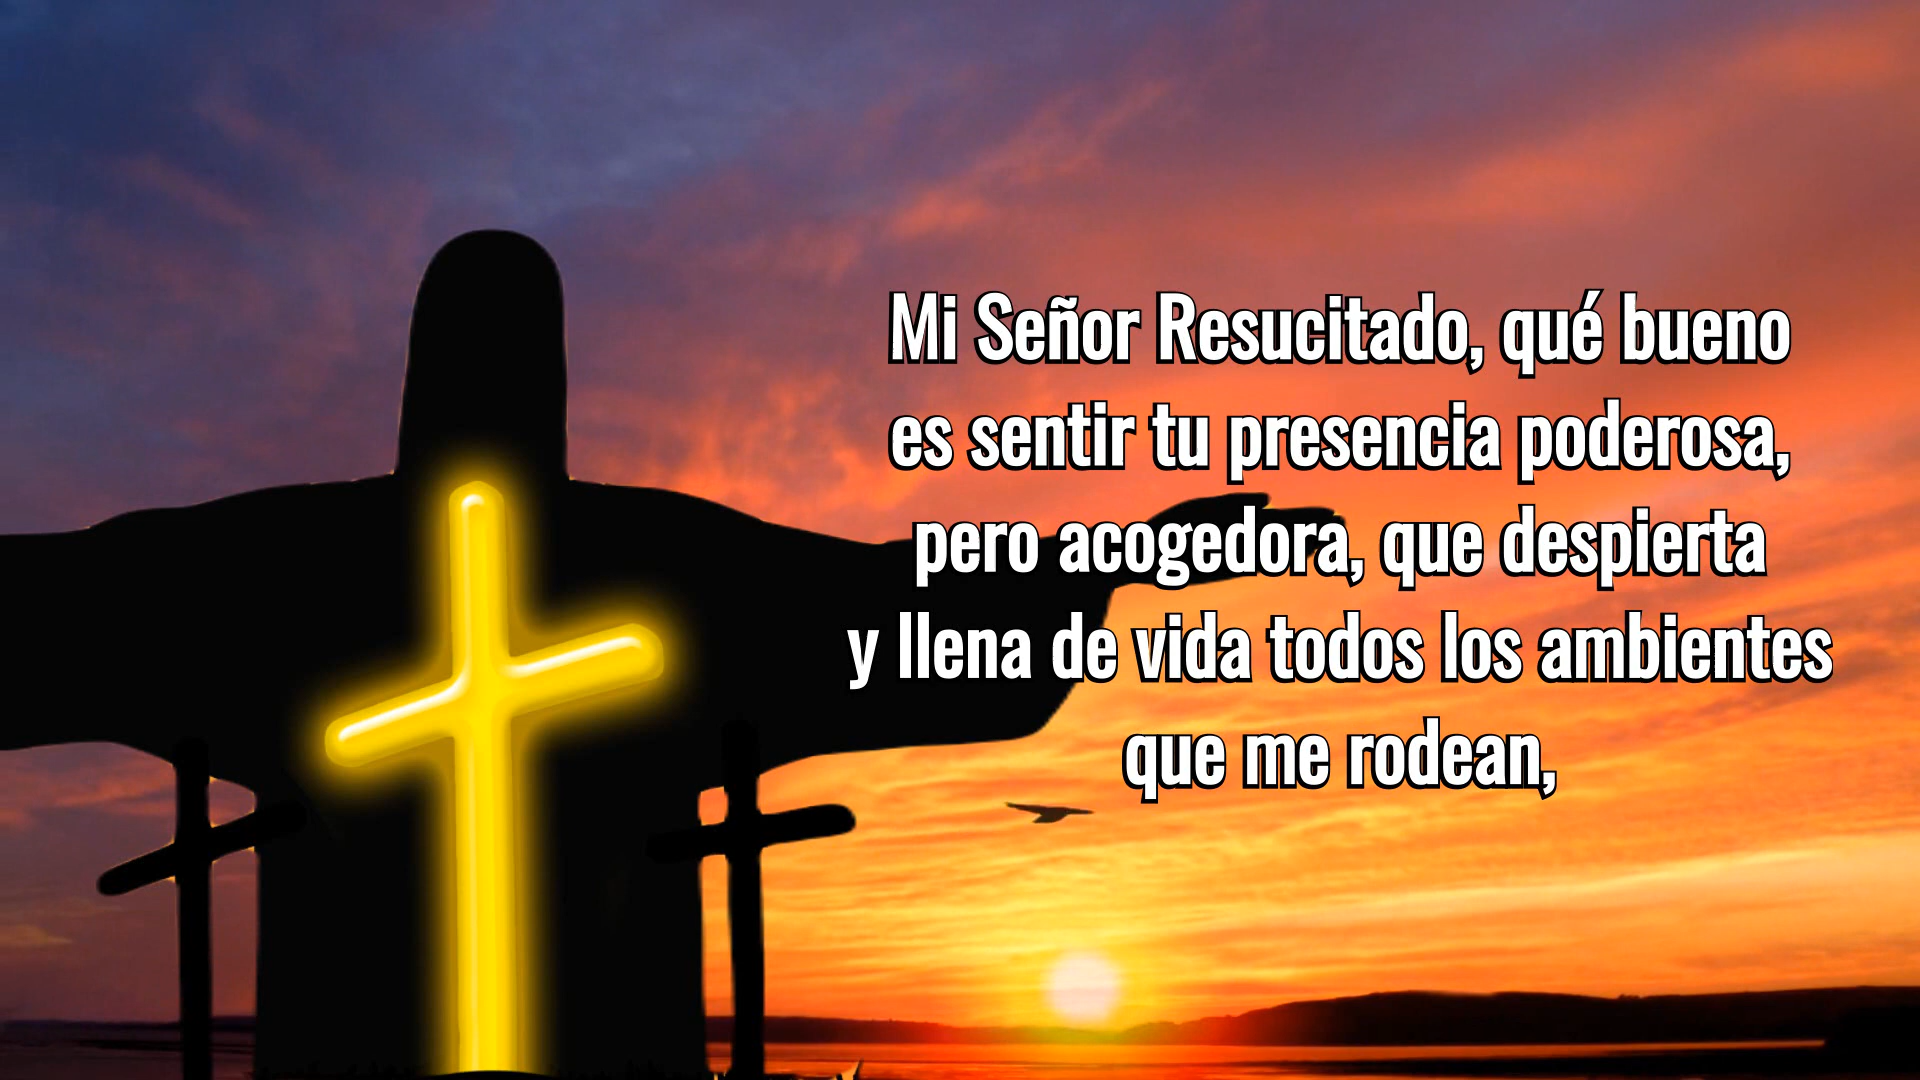 Mi Señor Resucitado, qué bueno
es sentir tu presencia poderosa,
pero acogedora, que despierta
y llena de vida todos los ambientes
que me rodean,